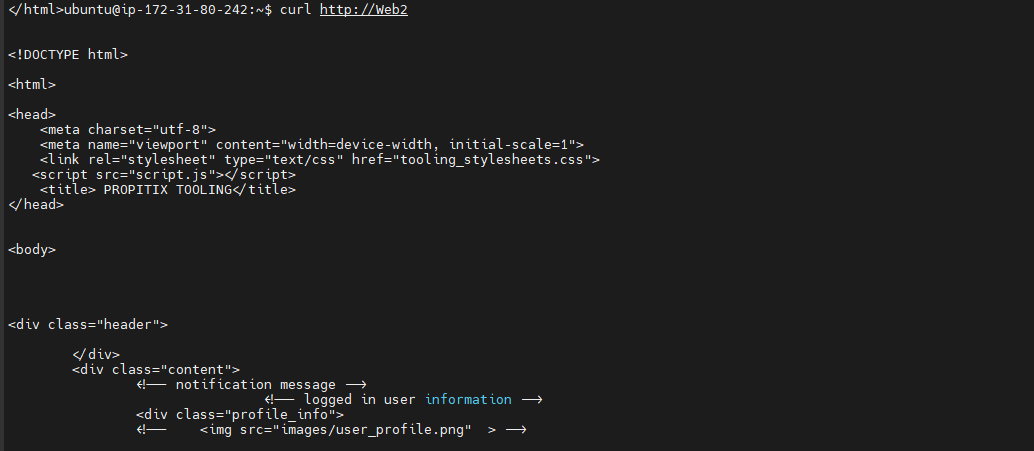 </html>ubuntu@ip-172-31-80-242:~$ curl http://Web2
<!DOCTYPE html>
<html>
<head>
    <meta charset="utf-8">
    <meta name="viewport" content="width=device-width, initial-scale=1">
    <link rel="stylesheet" type="text/css" href="tooling_stylesheets.css">
   <script src="script.js"></script>
    <title> PROPITIX TOOLING</title>
</head>
<body>
<div class="header">
        </div>
        <div class="content">
                <!-- notification message -->
                                <!-- logged in user information -->
                <div class="profile_info">
                <!--    <img src="images/user_profile.png"  > -->